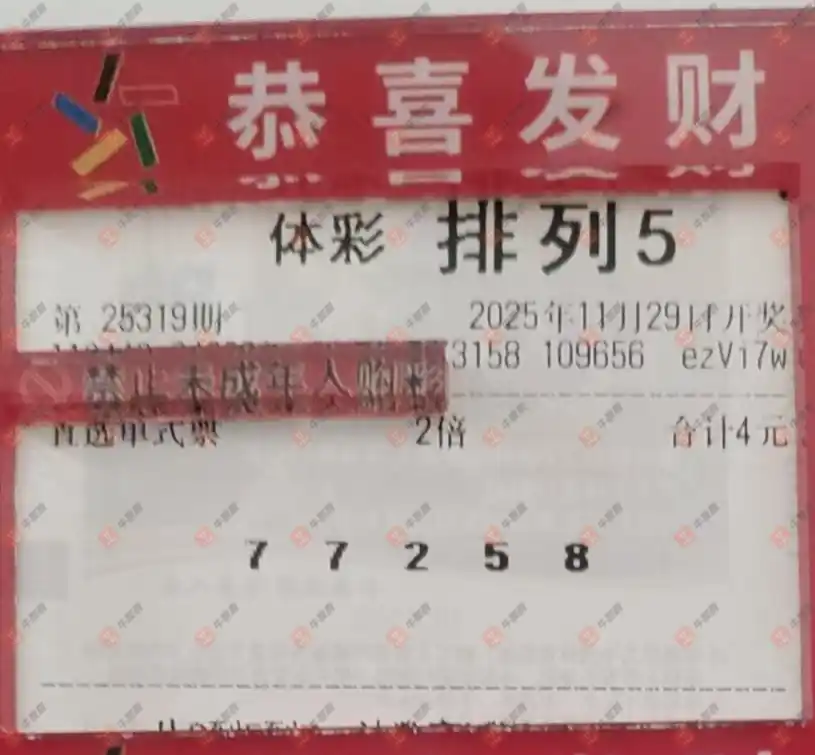 恭喜发财
体彩 排列5
第 25319期 2025年11月29日开奖
3158 109656 ezVi7w
禁止未成年人购彩
直选单式票 2倍 合计4元
7 7 2 5 8